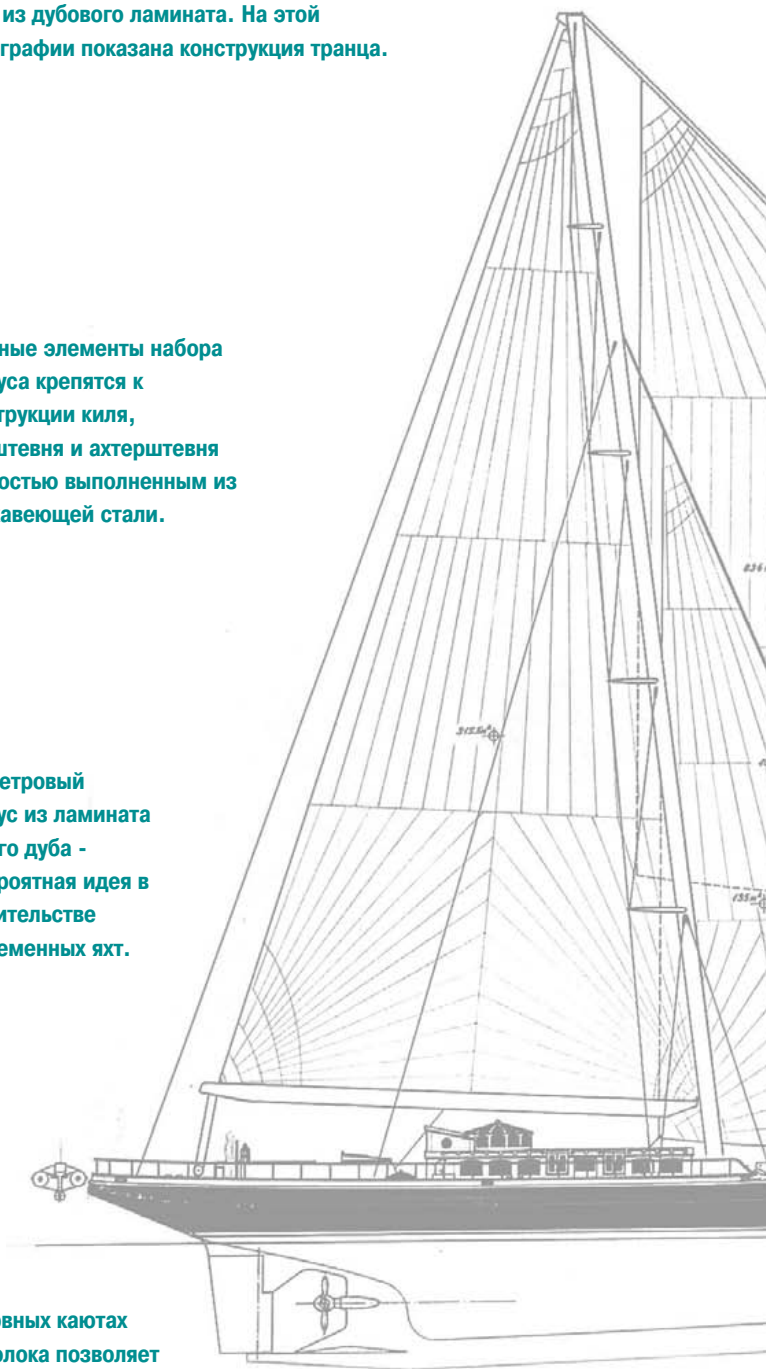 из дубового ламината. На этой
графии показана конструкция транца.
ные элементы набора
уса крепятся к
трукции киля,
штевня и ахтерштевня
остью выполненным из
авеющей стали.
етровый
ус из ламината
го дуба -
роятная идея в
ительстве
еменных яхт.
вных каютах
олока позволяет